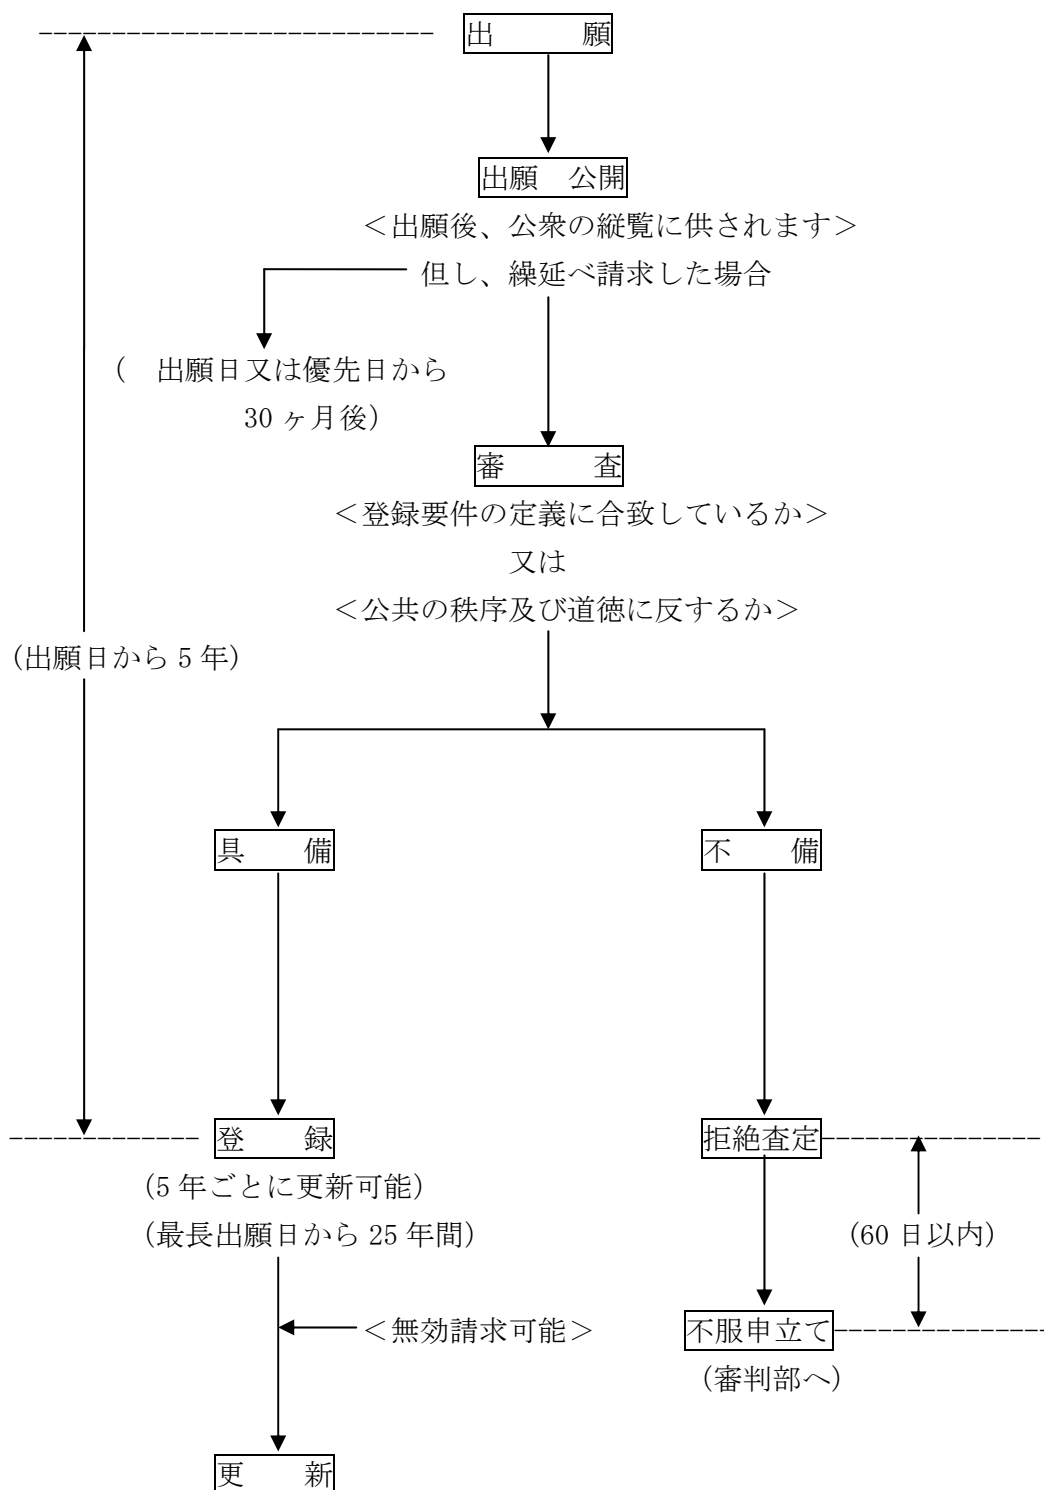 出　　　願
出願　公開
＜出願後、公衆の縦覧に供されます＞
但し、繰延べ請求した場合
(　出願日又は優先日から
30 ヶ月後)
審　　　査
＜登録要件の定義に合致しているか＞
又は
＜公共の秩序及び道徳に反するか＞
(出願日から 5 年)
具　　備
不　　備
登　　録
拒絶査定
(5 年ごとに更新可能)
(最長出願日から 25 年間)
(60 日以内)
＜無効請求可能＞
不服申立て
(審判部へ)
更　　新